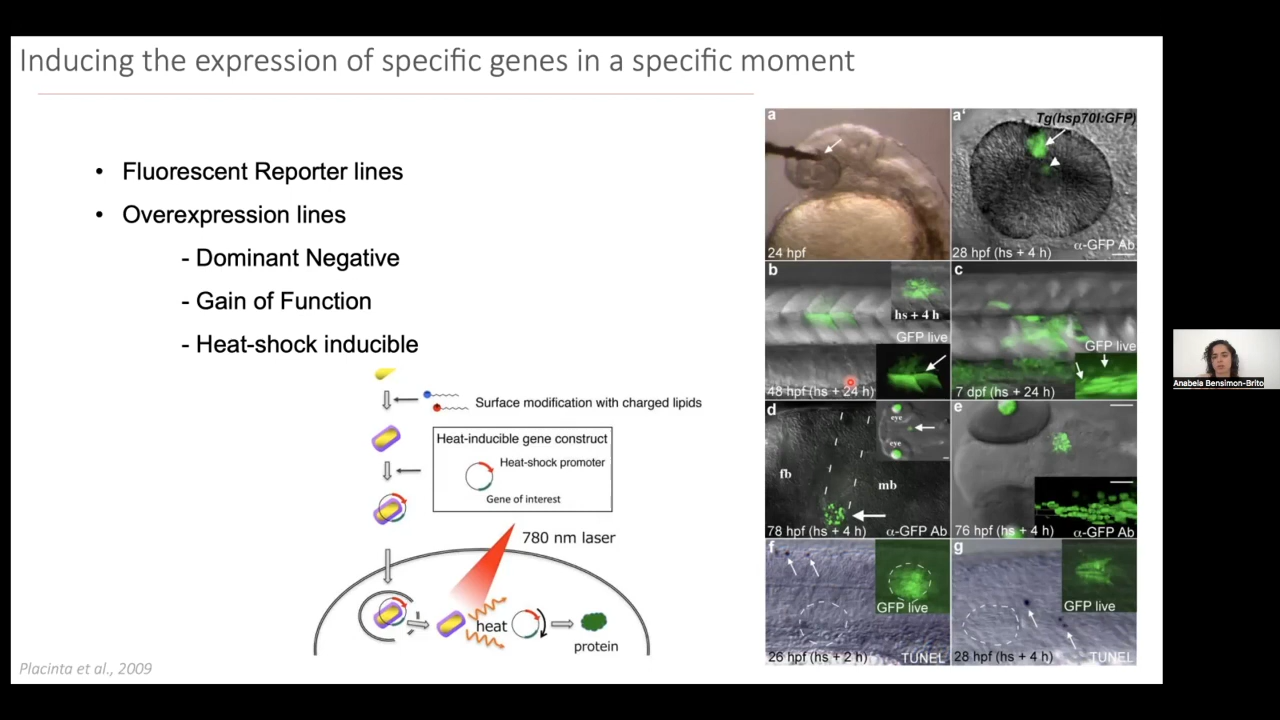 Inducing the expression of specific genes in a specific moment
• Fluorescent Reporter lines
• Overexpression lines
- Dominant Negative
- Gain of Function
- Heat-shock inducible
Surface modification with charged lipids
Heat-inducible gene construct
Heat-shock promoter
Gene of interest
780 nm laser
heat
protein
Placinta et al., 2009
a
24 hpf
a'
Tg(hsp70l:GFP)
28 hpf (hs + 4 h)
α-GFP Ab
b
hs + 4 h
GFP live
48 hpf (hs + 24 h)
c
GFP live
7 dpf (hs + 24 h)
d
eye
eye
fb
mb
78 hpf (hs + 4 h)
α-GFP Ab
e
76 hpf (hs + 4 h)
α-GFP Ab
f
GFP live
26 hpf (hs + 2 h)
TUNEL
g
GFP live
28 hpf (hs + 4 h)
TUNEL
Anabela Bensimon-Brito